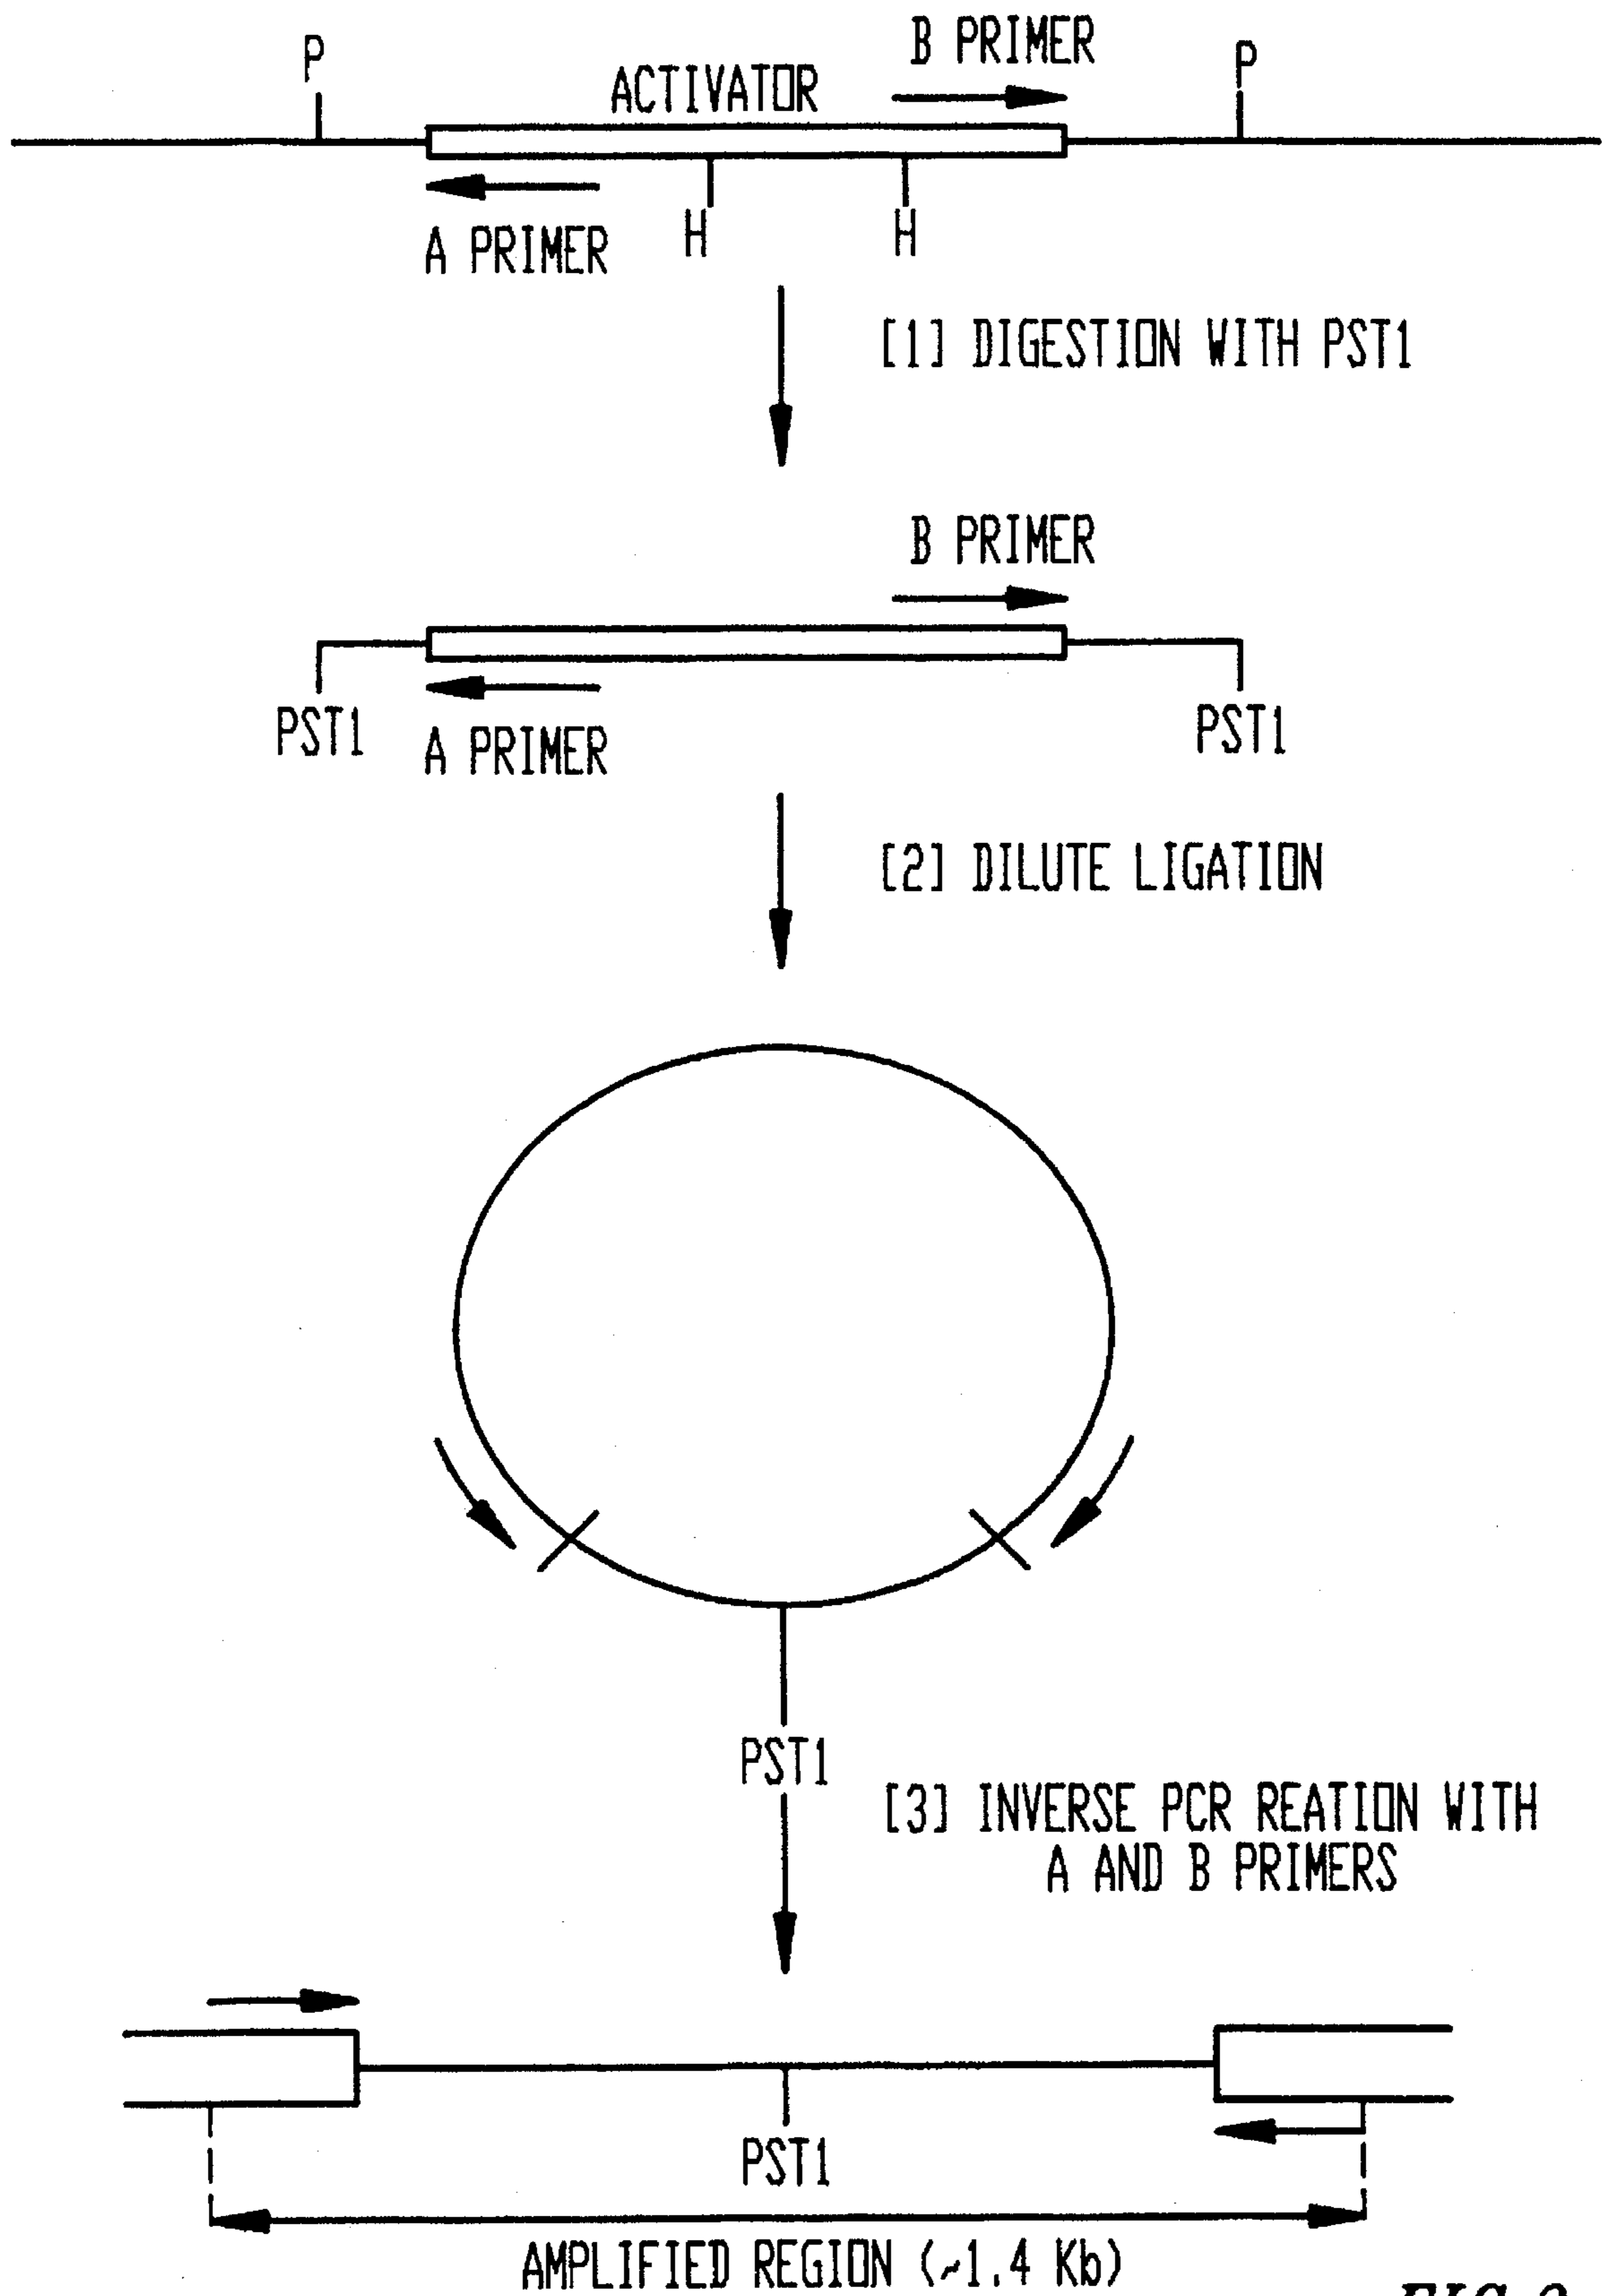 P
B PRIMER
P
ACTIVATOR
A PRIMER
H
H
[1] DIGESTION WITH PST1
B PRIMER
PST1
A PRIMER
PST1
[2] DILUTE LIGATION
PST1
[3] INVERSE PCR REATION WITH
A AND B PRIMERS
PST1
AMPLIFIED REGION (~1.4 Kb)